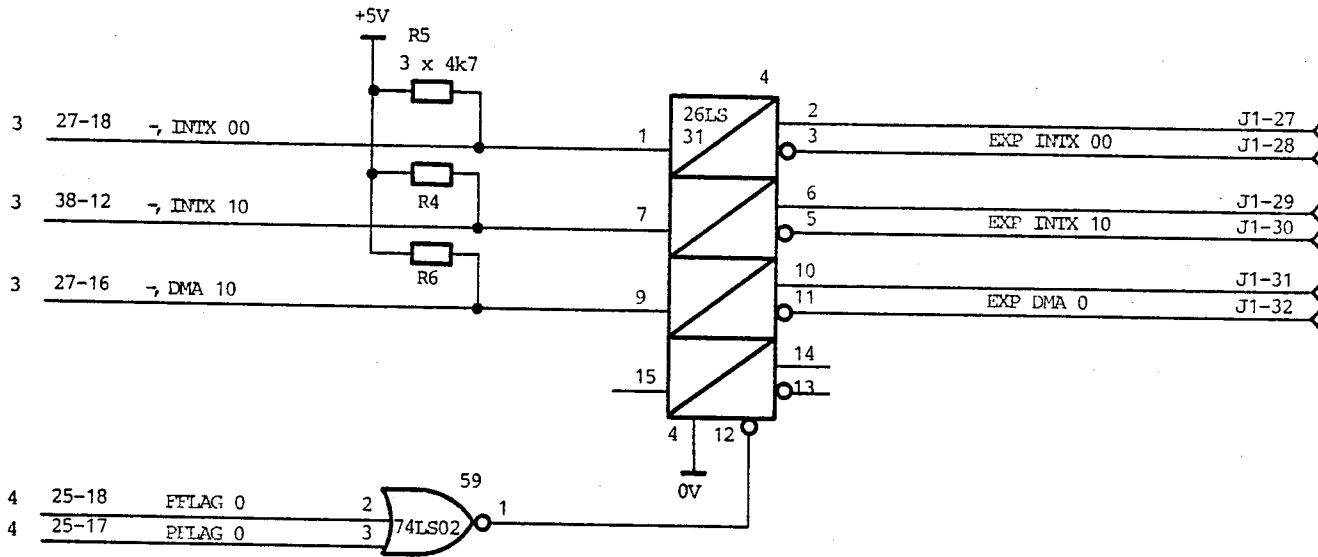 +5V
R5
3 x 4k7
4
3 27-18 ¬, INTX 00
1
26LS
31
2
3
EXP INTX 00
J1-27
J1-28
3 38-12 ¬, INTX 10
R4
7
6
5
EXP INTX 10
J1-29
J1-30
3 27-16 ¬, DMA 10
R6
9
10
11
EXP DMA 0
J1-31
J1-32
15
14
13
4
12
0V
59
4 25-18 FFLAG 0
2
4 25-17 PFLAG 0
3
74LS02
1